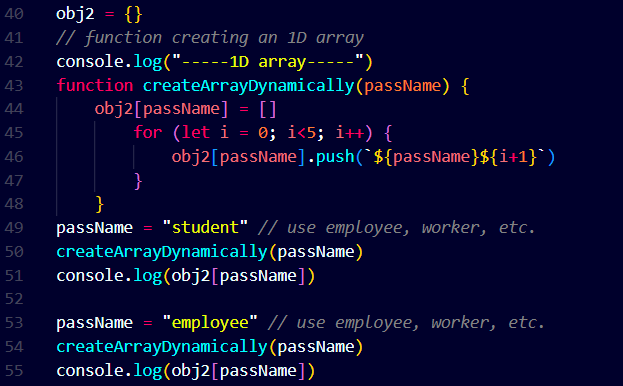 40 obj2 = {}
41 // function creating an 1D array
42 console.log("-----1D array-----")
43 function createArrayDynamically(passName) {
44     obj2[passName] = []
45         for (let i = 0; i<5; i++) {
46             obj2[passName].push(`${passName}${i+1}`)
47         }
48     }
49 passName = "student" // use employee, worker, etc.
50 createArrayDynamically(passName)
51 console.log(obj2[passName])
52
53 passName = "employee" // use employee, worker, etc.
54 createArrayDynamically(passName)
55 console.log(obj2[passName])